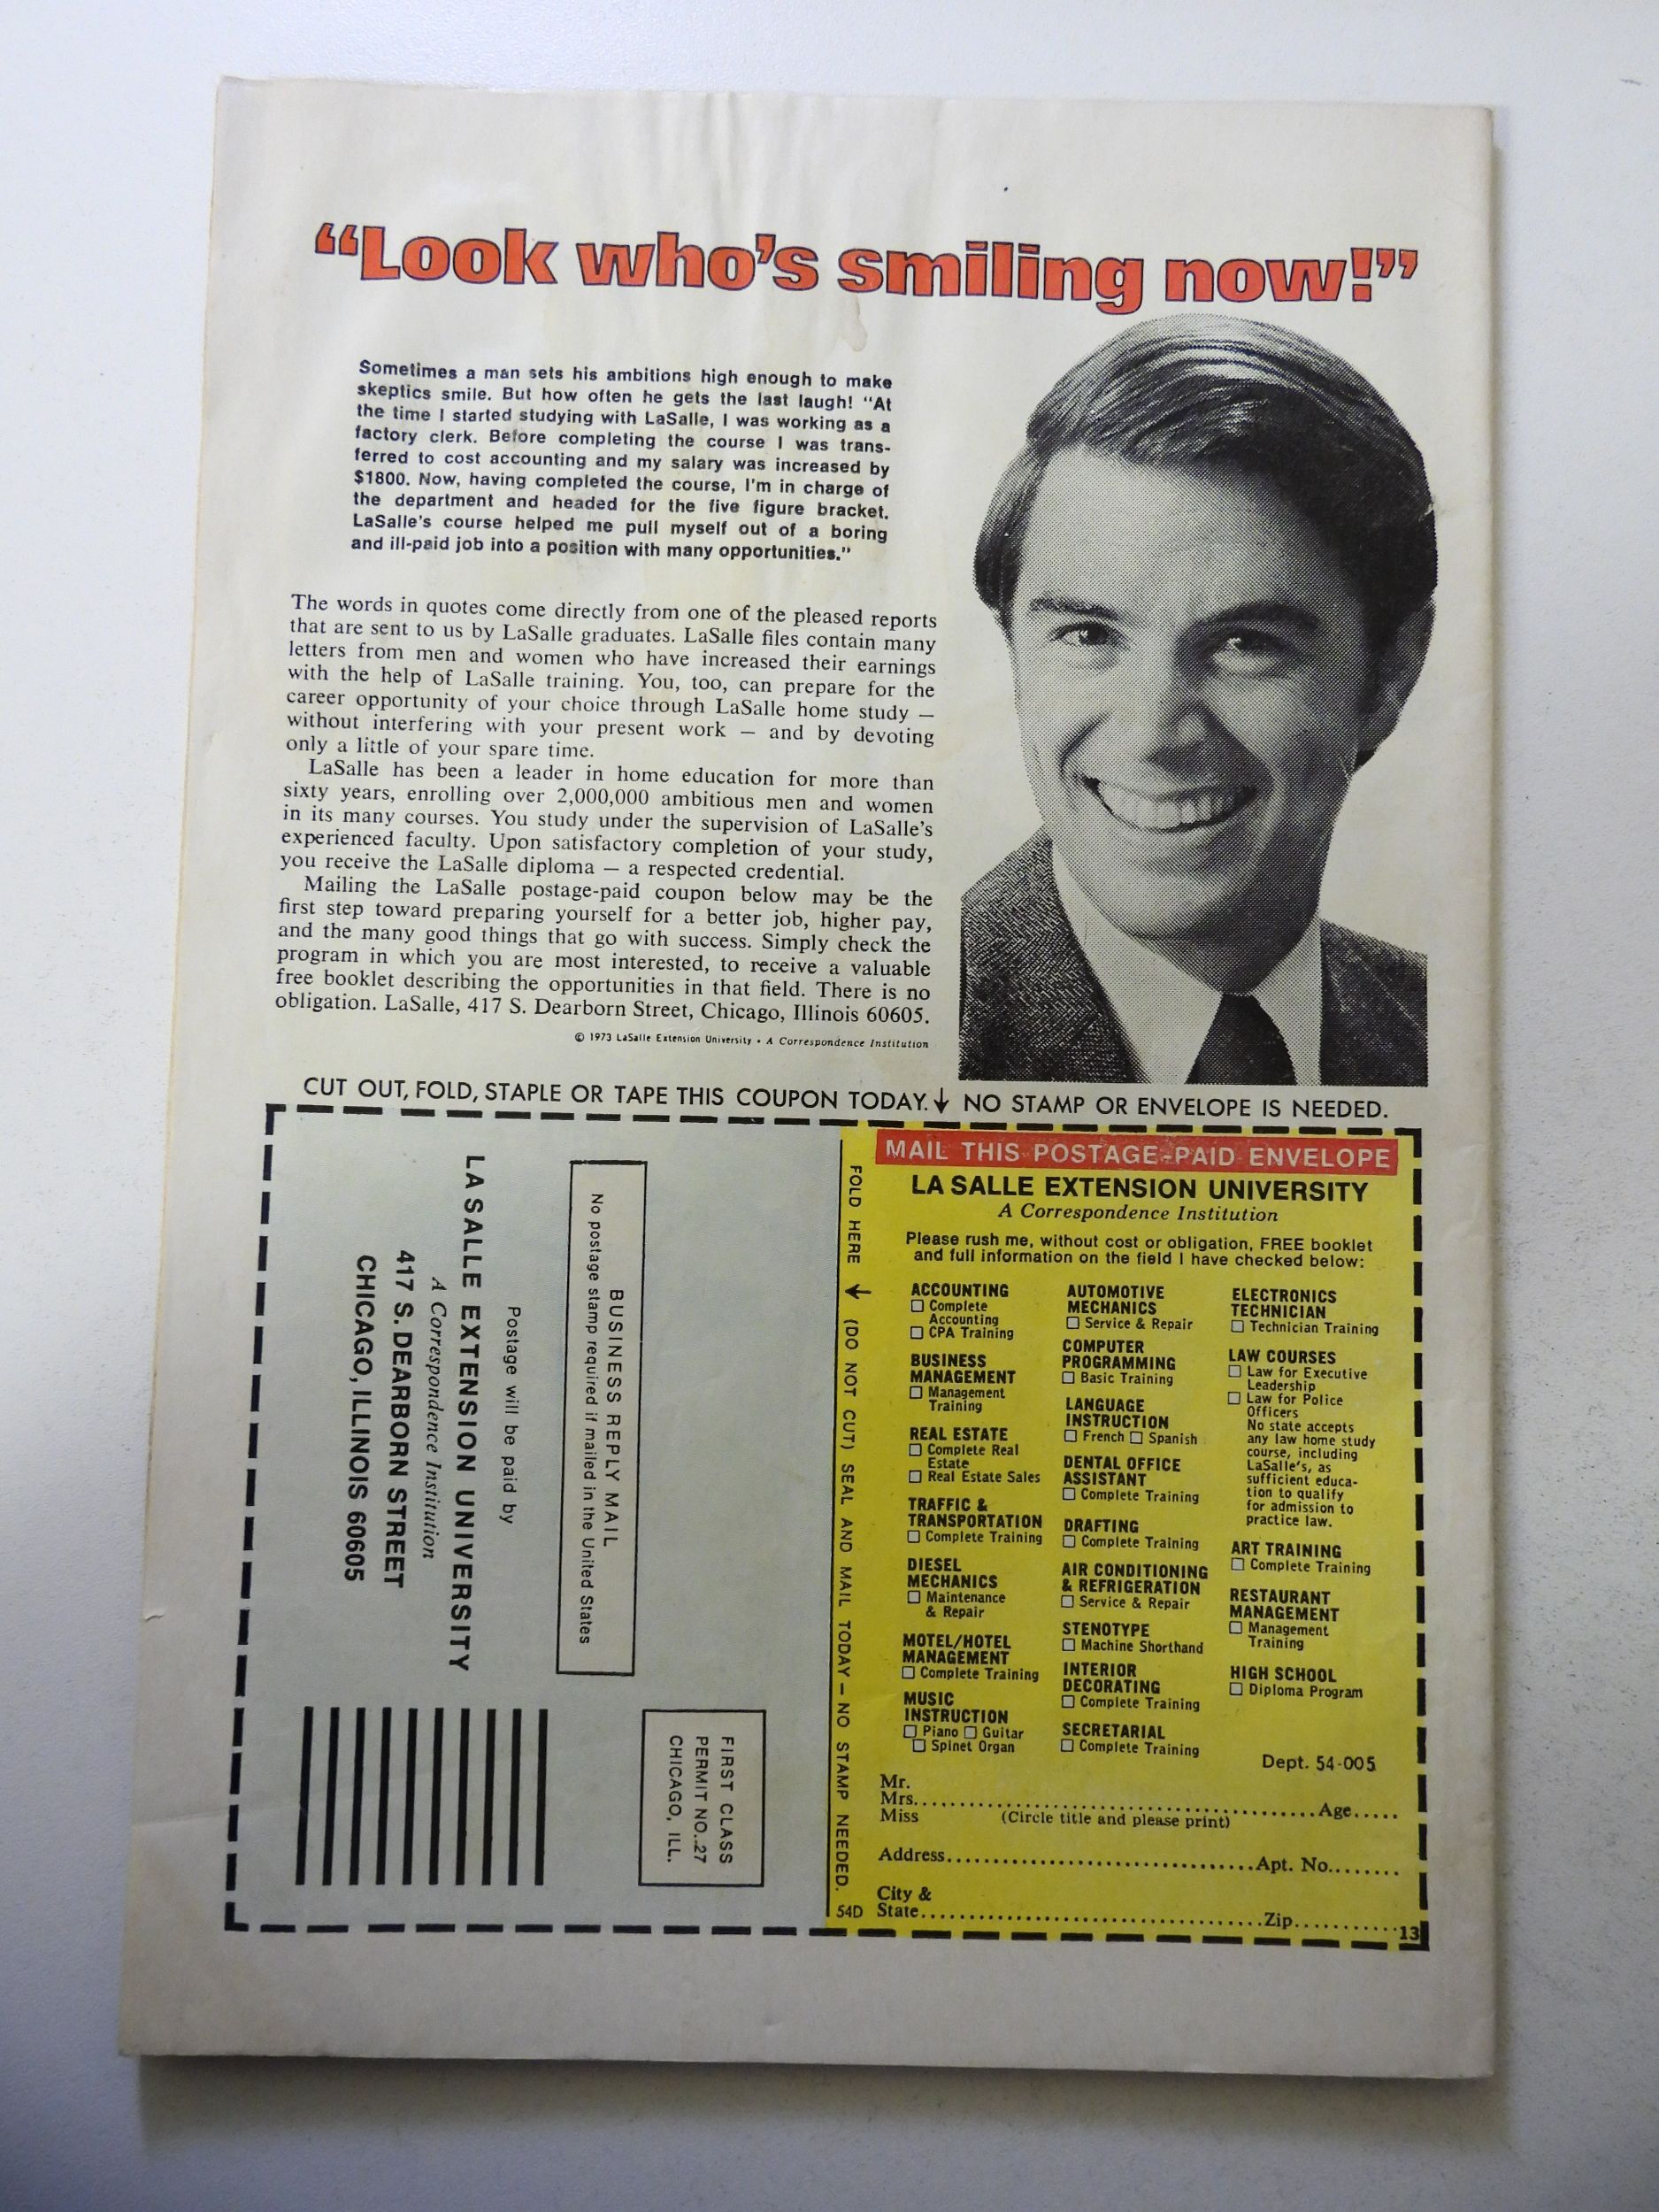 “Look who’s smiling now!”
Sometimes a man sets his ambitions high enough to make
skeptics smile. But how often he gets the last laugh! “At
the time I started studying with LaSalle, I was working as a
factory clerk. Before completing the course I was trans-
ferred to cost accounting and my salary was increased by
$1800. Now, having completed the course, I’m in charge of
the department and headed for the five figure bracket.
LaSalle’s course helped me pull myself out of a boring
and ill-paid job into a position with many opportunities.”
The words in quotes come directly from one of the pleased reports
that are sent to us by LaSalle graduates. LaSalle files contain many
letters from men and women who have increased their earnings
with the help of LaSalle training. You, too, can prepare for the
career opportunity of your choice through LaSalle home study —
without interfering with your present work — and by devoting
only a little of your spare time.
LaSalle has been a leader in home education for more than
sixty years, enrolling over 2,000,000 ambitious men and women
in its many courses. You study under the supervision of LaSalle’s
experienced faculty. Upon satisfactory completion of your study,
you receive the LaSalle diploma — a respected credential.
Mailing the LaSalle postage-paid coupon below may be the
first step toward preparing yourself for a better job, higher pay,
and the many good things that go with success. Simply check the
program in which you are most interested, to receive a valuable
free booklet describing the opportunities in that field. There is no
obligation. LaSalle, 417 S. Dearborn Street, Chicago, Illinois 60605.
© 1973 LaSalle Extension University • A Correspondence Institution
CUT OUT, FOLD, STAPLE OR TAPE THIS COUPON TODAY. ↓ NO STAMP OR ENVELOPE IS NEEDED.
FIRST CLASS
PERMIT NO. 27
CHICAGO, ILL.
BUSINESS REPLY MAIL
No postage stamp required if mailed in the United States
Postage will be paid by
LA SALLE EXTENSION UNIVERSITY
A Correspondence Institution
417 S. DEARBORN STREET
CHICAGO, ILLINOIS 60605
FOLD HERE ↓ (DO NOT CUT) SEAL AND MAIL TODAY — NO STAMP NEEDED.
54D
MAIL THIS POSTAGE-PAID ENVELOPE
LA SALLE EXTENSION UNIVERSITY
A Correspondence Institution
Please rush me, without cost or obligation, FREE booklet
and full information on the field I have checked below:
ACCOUNTING
☐ Complete
Accounting
☐ CPA Training
BUSINESS
MANAGEMENT
☐ Management
Training
REAL ESTATE
☐ Complete Real
Estate
☐ Real Estate Sales
TRAFFIC &
TRANSPORTATION
☐ Complete Training
DIESEL
MECHANICS
☐ Maintenance
& Repair
MOTEL/HOTEL
MANAGEMENT
☐ Complete Training
MUSIC
INSTRUCTION
☐ Piano ☐ Guitar
☐ Spinet Organ
AUTOMOTIVE
MECHANICS
☐ Service & Repair
COMPUTER
PROGRAMMING
☐ Basic Training
LANGUAGE
INSTRUCTION
☐ French ☐ Spanish
DENTAL OFFICE
ASSISTANT
☐ Complete Training
DRAFTING
☐ Complete Training
AIR CONDITIONING
& REFRIGERATION
☐ Service & Repair
STENOTYPE
☐ Machine Shorthand
INTERIOR
DECORATING
☐ Complete Training
SECRETARIAL
☐ Complete Training
ELECTRONICS
TECHNICIAN
☐ Technician Training
LAW COURSES
☐ Law for Executive
Leadership
☐ Law for Police
Officers
No state accepts
any law home study
course, including
LaSalle’s, as
sufficient educa-
tion to qualify
for admission to
practice law.
ART TRAINING
☐ Complete Training
RESTAURANT
MANAGEMENT
☐ Management
Training
HIGH SCHOOL
☐ Diploma Program
Dept. 54-005
Mr.
Mrs. ........ Age.....
Miss (Circle title and please print)
Address........ Apt. No........
City &
State........ Zip...........
13